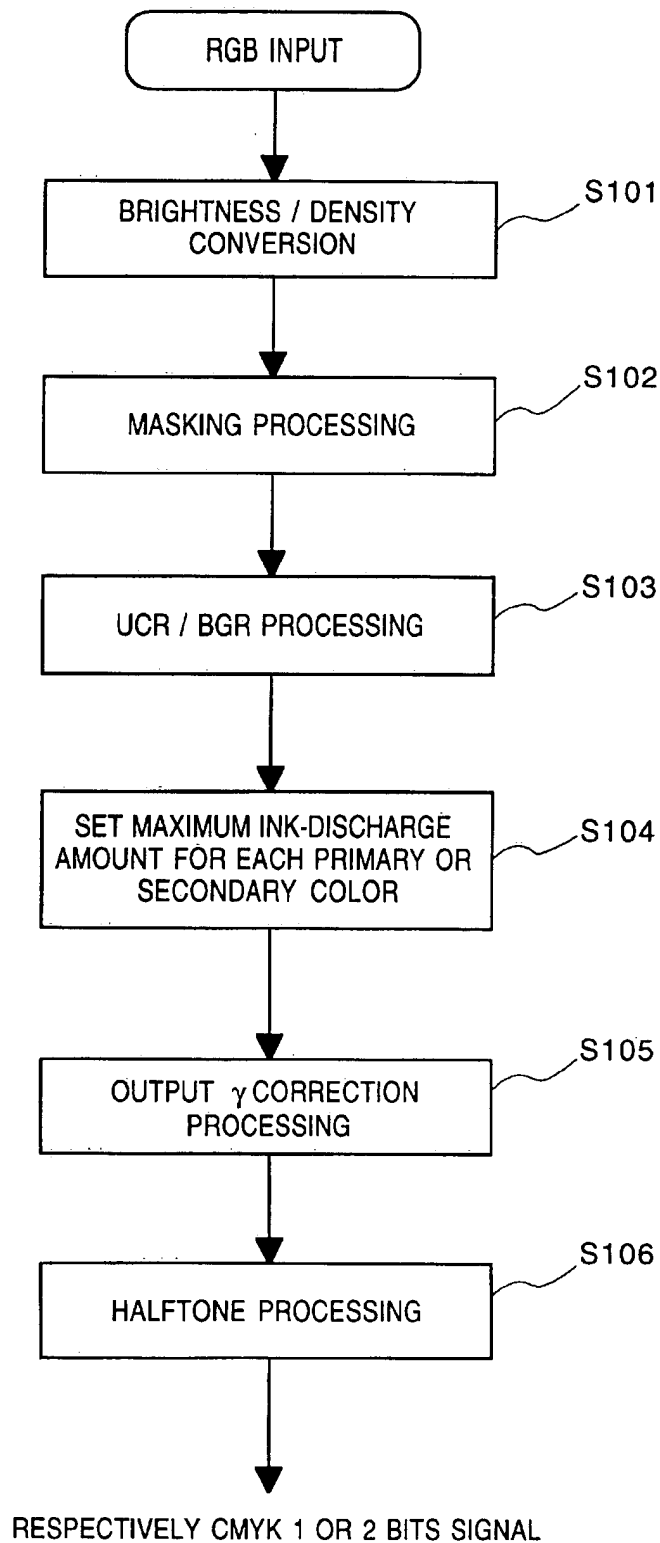 RGB INPUT
S101
BRIGHTNESS / DENSITY
CONVERSION
S102
MASKING PROCESSING
S103
UCR / BGR PROCESSING
S104
SET MAXIMUM INK-DISCHARGE
AMOUNT FOR EACH PRIMARY OR
SECONDARY COLOR
S105
OUTPUT γ CORRECTION
PROCESSING
S106
HALFTONE PROCESSING
RESPECTIVELY CMYK 1 OR 2 BITS SIGNAL